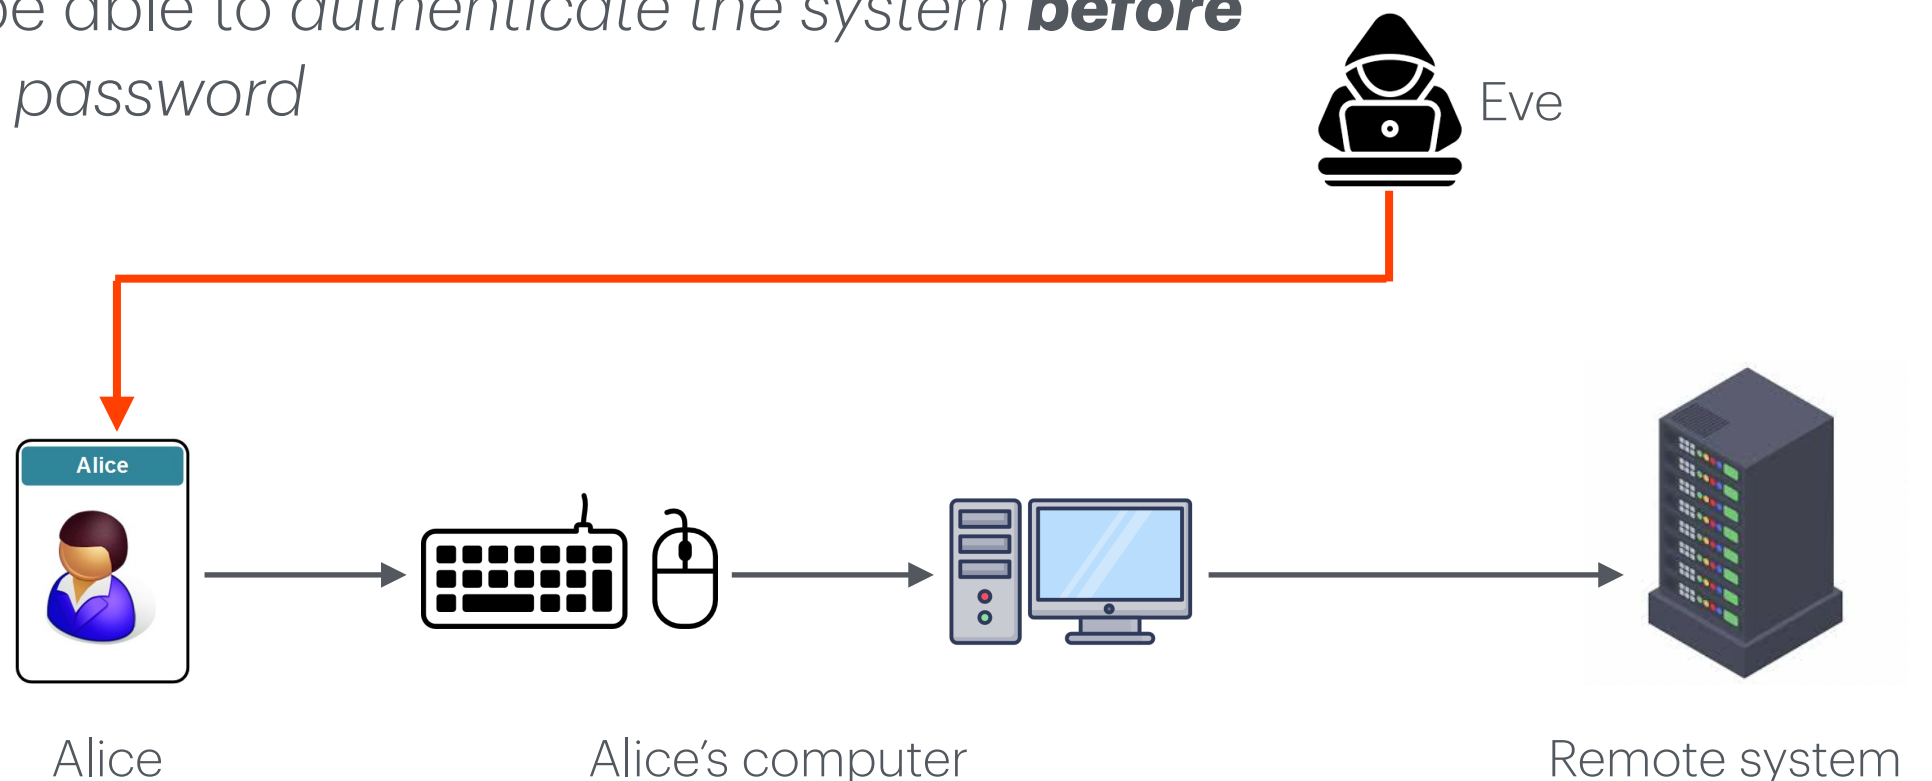 be able to authenticate the system before
password
Eve
Alice
Alice
Alice's computer
Remote system